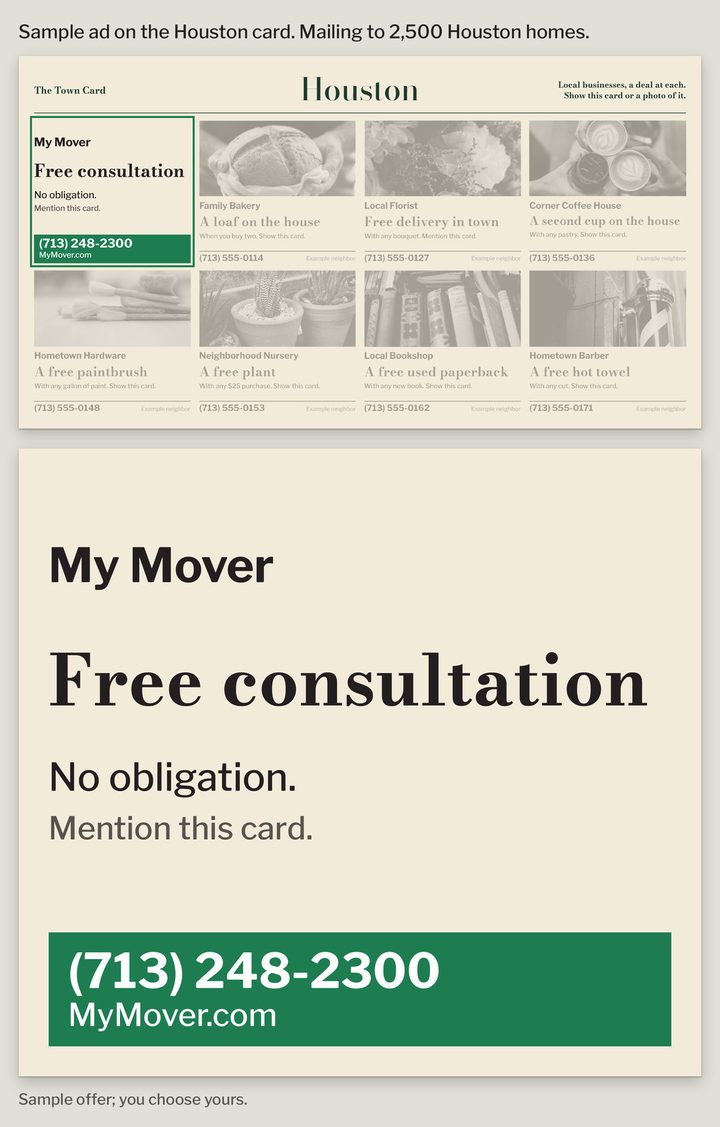 Sample ad on the Houston card. Mailing to 2,500 Houston homes.
The Town Card
Houston
Local businesses, a deal at each.
Show this card or a photo of it.
My Mover
Free consultation
No obligation.
Mention this card.
(713) 248-2300
MyMover.com
Family Bakery
A loaf on the house
When you buy two. Show this card.
(713) 555-0114 Example neighbor
Local Florist
Free delivery in town
With any bouquet. Mention this card.
(713) 555-0127 Example neighbor
Corner Coffee House
A second cup on the house
With any pastry. Show this card.
(713) 555-0136 Example neighbor
Hometown Hardware
A free paintbrush
With any gallon of paint. Show this card.
(713) 555-0148 Example neighbor
Neighborhood Nursery
A free plant
With any $25 purchase. Show this card.
(713) 555-0153 Example neighbor
Local Bookshop
A free used paperback
With any new book. Show this card.
(713) 555-0162 Example neighbor
Hometown Barber
A free hot towel
With any cut. Show this card.
(713) 555-0171 Example neighbor
My Mover
Free consultation
No obligation.
Mention this card.
(713) 248-2300
MyMover.com
Sample offer; you choose yours.